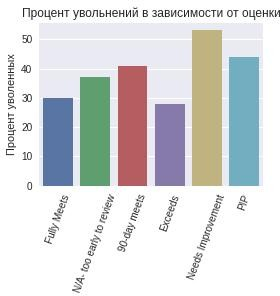 Процент увольнений в зависимости от оценки
Процент уволенных
50
40
30
20
10
0
Fully Meets
N/A- too early to review
90-day meets
Exceeds
Needs Improvement
PIP